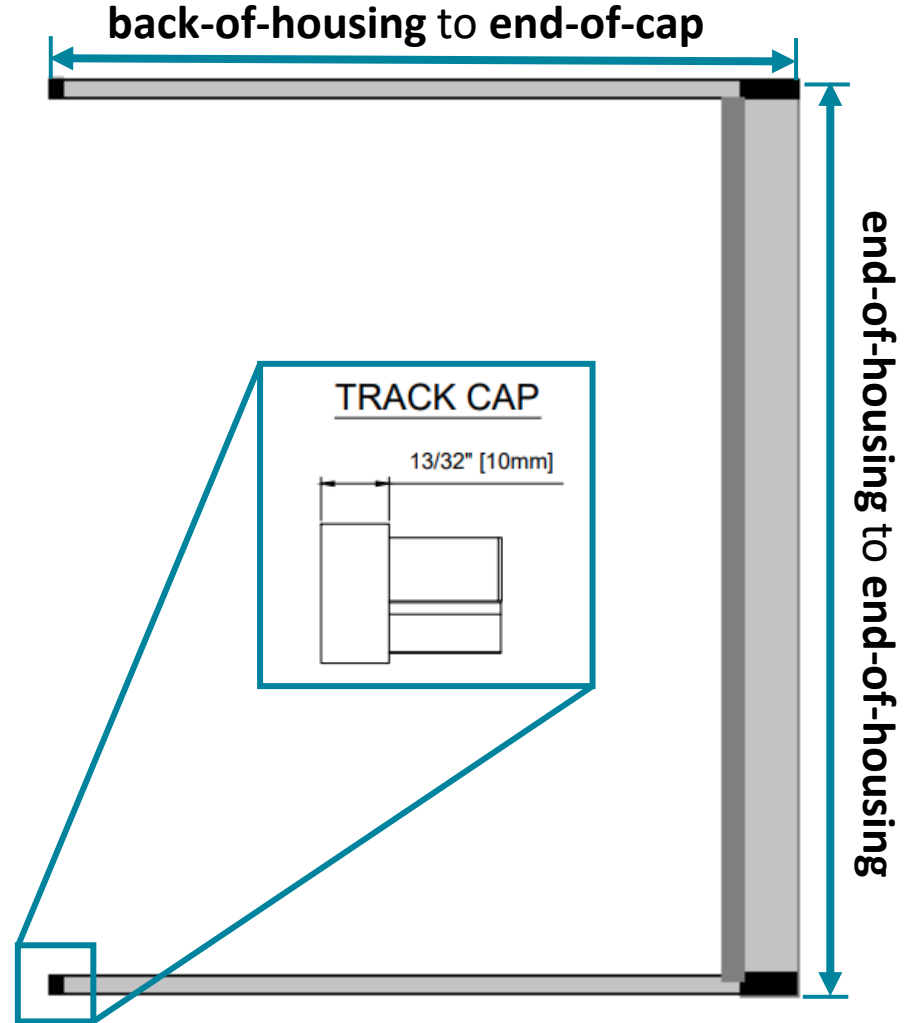 back-of-housing to end-of-cap
TRACK CAP
13/32" [10mm]
end-of-housing to end-of-housing